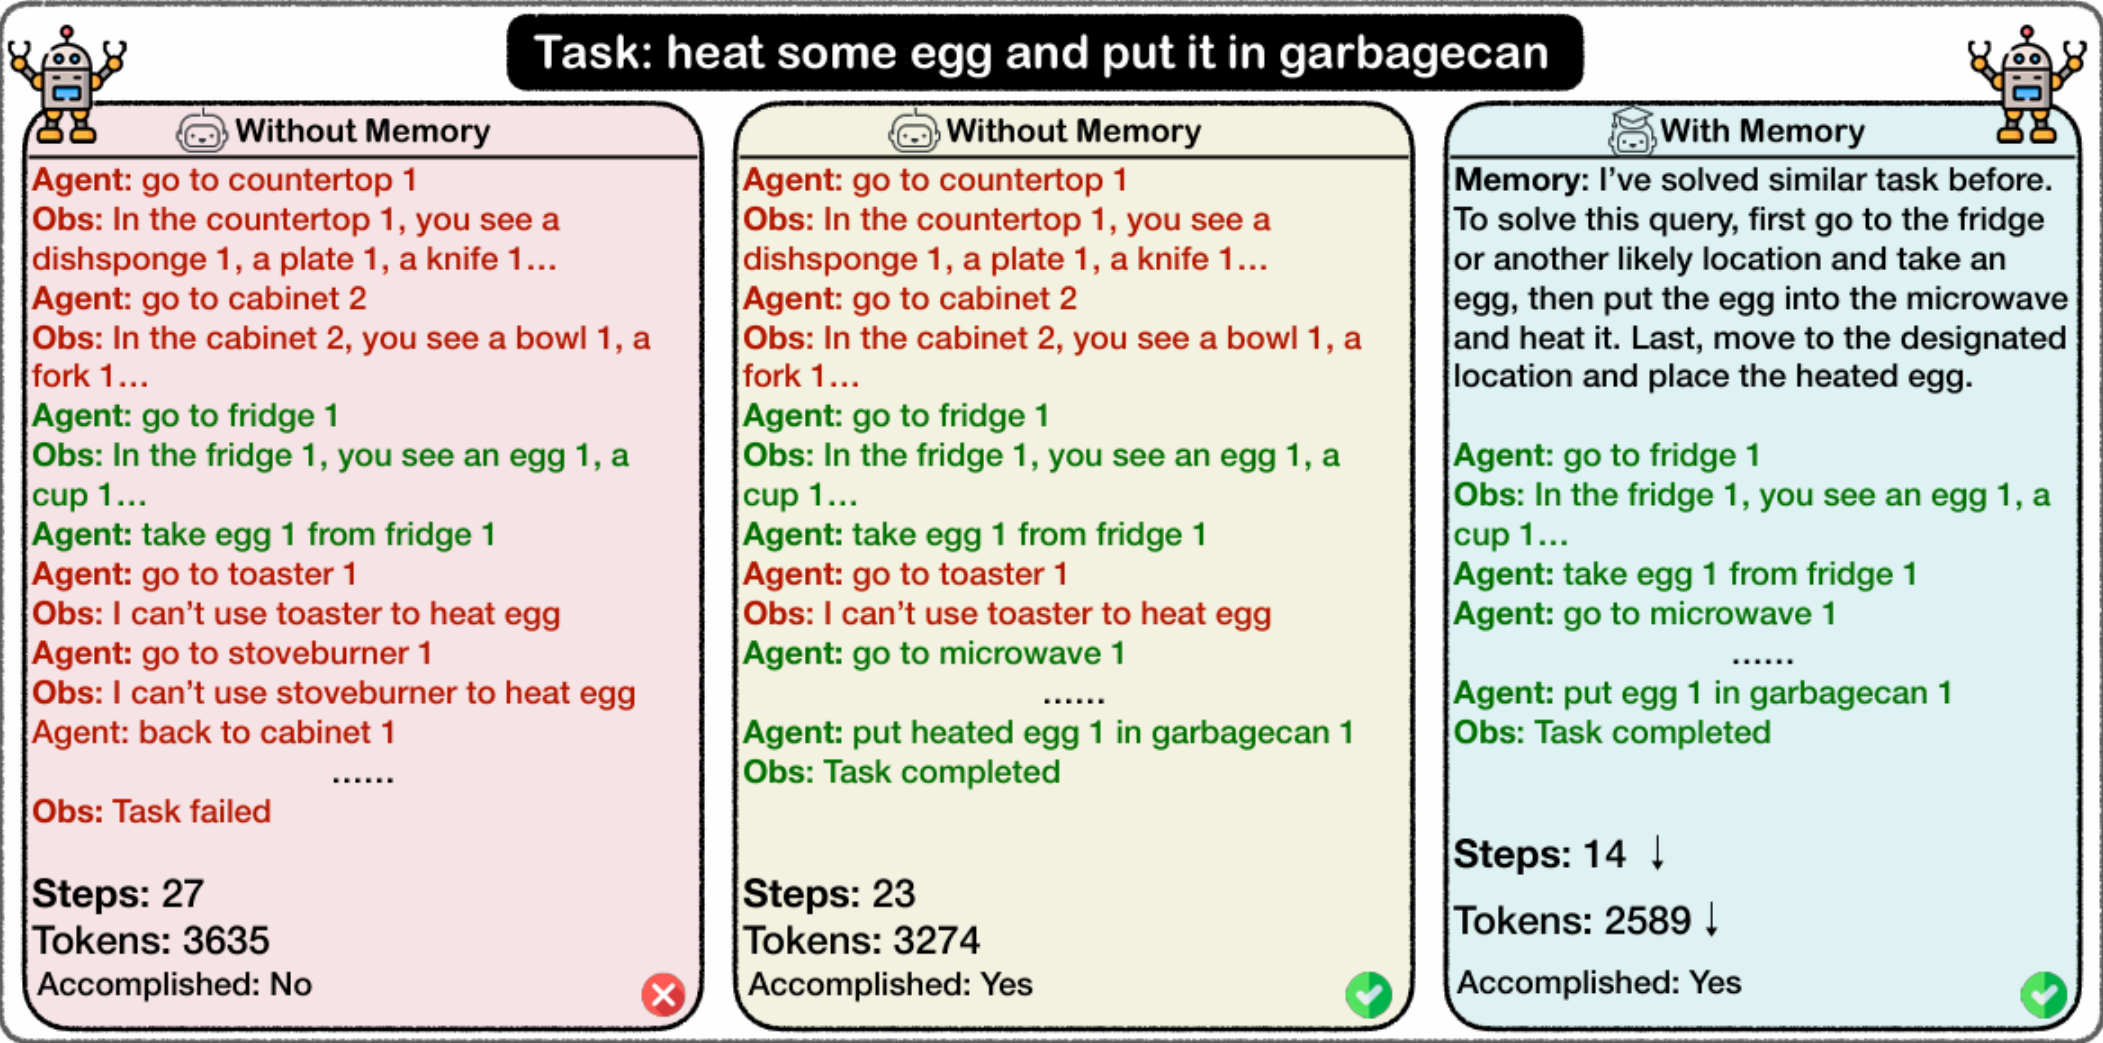 Task: heat some egg and put it in garbagecan
Without Memory
Agent: go to countertop 1
Obs: In the countertop 1, you see a
dishsponge 1, a plate 1, a knife 1...
Agent: go to cabinet 2
Obs: In the cabinet 2, you see a bowl 1, a
fork 1...
Agent: go to fridge 1
Obs: In the fridge 1, you see an egg 1, a
cup 1...
Agent: take egg 1 from fridge 1
Agent: go to toaster 1
Obs: I can't use toaster to heat egg
Agent: go to stoveburner 1
Obs: I can't use stoveburner to heat egg
Agent: back to cabinet 1
......
Obs: Task failed
Steps: 27
Tokens: 3635
Accomplished: No
Without Memory
Agent: go to countertop 1
Obs: In the countertop 1, you see a
dishsponge 1, a plate 1, a knife 1...
Agent: go to cabinet 2
Obs: In the cabinet 2, you see a bowl 1, a
fork 1...
Agent: go to fridge 1
Obs: In the fridge 1, you see an egg 1, a
cup 1...
Agent: take egg 1 from fridge 1
Agent: go to toaster 1
Obs: I can't use toaster to heat egg
Agent: go to microwave 1
......
Agent: put heated egg 1 in garbagecan 1
Obs: Task completed
Steps: 23
Tokens: 3274
Accomplished: Yes
With Memory
Memory: I've solved similar task before.
To solve this query, first go to the fridge
or another likely location and take an
egg, then put the egg into the microwave
and heat it. Last, move to the designated
location and place the heated egg.
Agent: go to fridge 1
Obs: In the fridge 1, you see an egg 1, a
cup 1...
Agent: take egg 1 from fridge 1
Agent: go to microwave 1
......
Agent: put egg 1 in garbagecan 1
Obs: Task completed
Steps: 14 ↓
Tokens: 2589 ↓
Accomplished: Yes